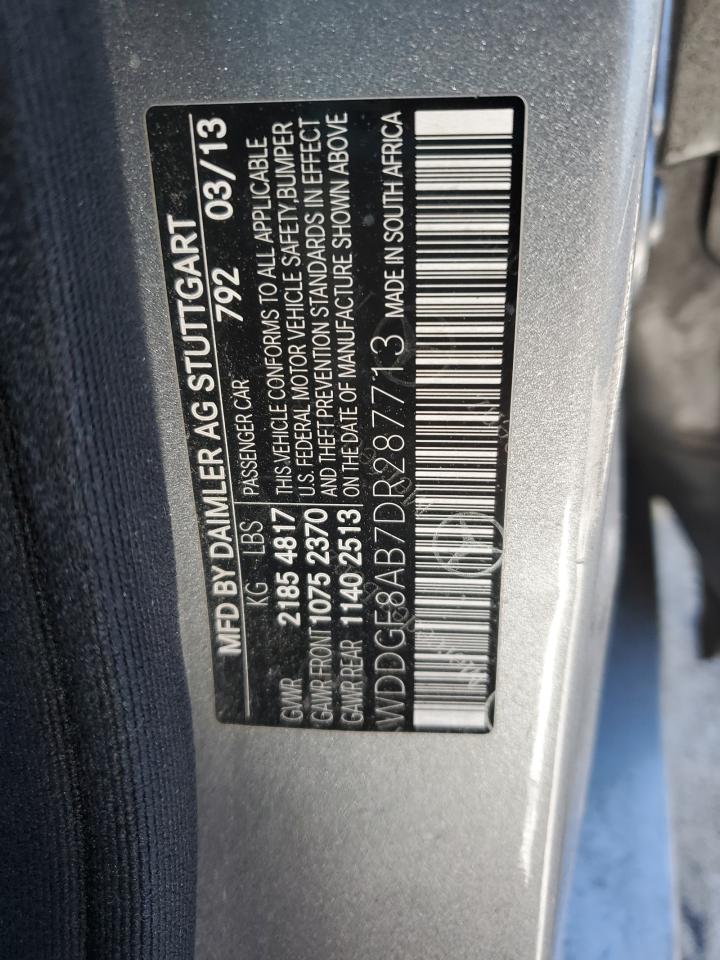 MFD BY DAIMLER AG STUTTGART
792 03/13
KG LBS PASSENGER CAR
GVWR 2185 4817 THIS VEHICLE CONFORMS TO ALL APPLICABLE
GAWR FRONT 1075 2370 U.S. FEDERAL MOTOR VEHICLE SAFETY,BUMPER
GAWR REAR 1140 2513 AND THEFT PREVENTION STANDARDS IN EFFECT
ON THE DATE OF MANUFACTURE SHOWN ABOVE
WDDGF8AB7DR287713 MADE IN SOUTH AFRICA